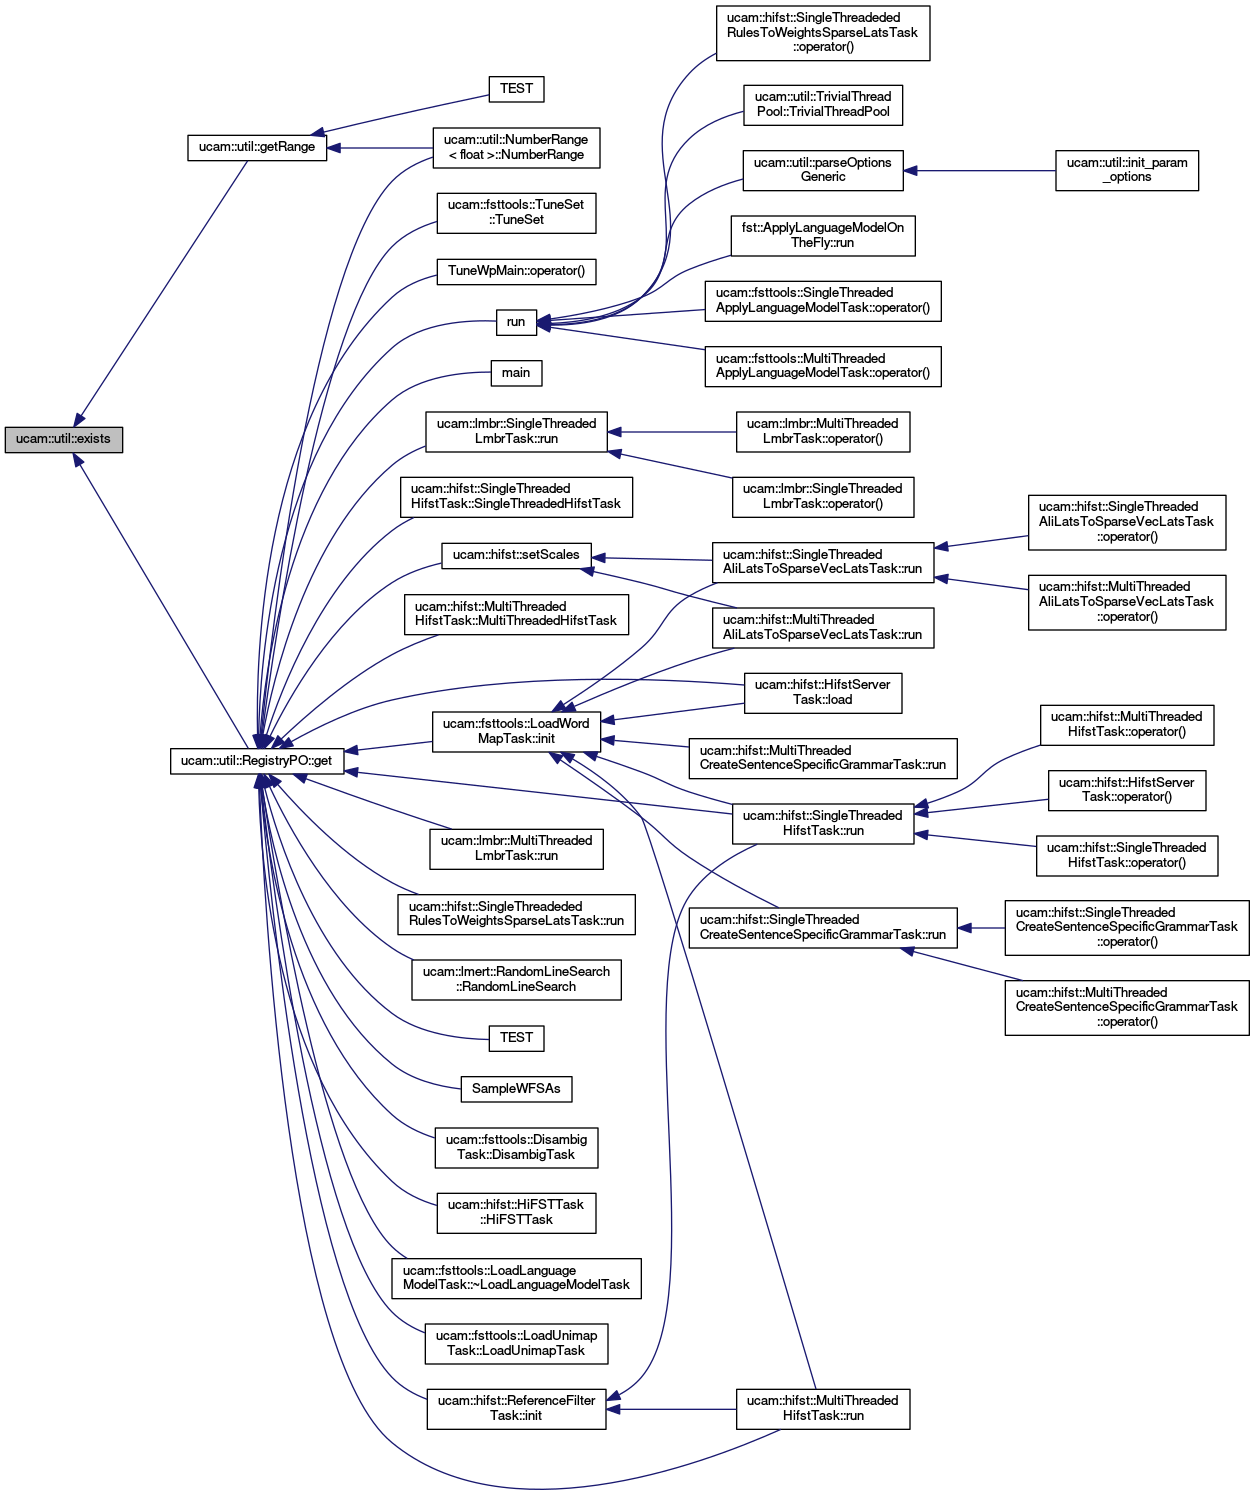 ucam::util::exists
ucam::util::getRange
ucam::util::RegistryPO::get
TEST
ucam::util::NumberRange
< float >::NumberRange
ucam::fsttools::TuneSet
::TuneSet
TuneWpMain::operator()
run
main
ucam::lmbr::SingleThreaded
LmbrTask::run
ucam::hifst::SingleThreaded
HifstTask::SingleThreadedHifstTask
ucam::hifst::setScales
ucam::hifst::MultiThreaded
HifstTask::MultiThreadedHifstTask
ucam::fsttools::LoadWord
MapTask::init
ucam::lmbr::MultiThreaded
LmbrTask::run
ucam::hifst::SingleThreadeded
RulesToWeightsSparseLatsTask::run
ucam::lmert::RandomLineSearch
::RandomLineSearch
TEST
SampleWFSAs
ucam::fsttools::Disambig
Task::DisambigTask
ucam::hifst::HiFSTTask
::HiFSTTask
ucam::fsttools::LoadLanguage
ModelTask::~LoadLanguageModelTask
ucam::fsttools::LoadUnimap
Task::LoadUnimapTask
ucam::hifst::ReferenceFilter
Task::init
ucam::hifst::SingleThreadeded
RulesToWeightsSparseLatsTask
::operator()
ucam::util::TrivialThread
Pool::TrivialThreadPool
ucam::util::parseOptions
Generic
fst::ApplyLanguageModelOn
TheFly::run
ucam::fsttools::SingleThreaded
ApplyLanguageModelTask::operator()
ucam::fsttools::MultiThreaded
ApplyLanguageModelTask::operator()
ucam::lmbr::MultiThreaded
LmbrTask::operator()
ucam::lmbr::SingleThreaded
LmbrTask::operator()
ucam::hifst::SingleThreaded
AliLatsToSparseVecLatsTask::run
ucam::hifst::MultiThreaded
AliLatsToSparseVecLatsTask::run
ucam::hifst::HifstServer
Task::load
ucam::hifst::MultiThreaded
CreateSentenceSpecificGrammarTask::run
ucam::hifst::SingleThreaded
HifstTask::run
ucam::hifst::SingleThreaded
CreateSentenceSpecificGrammarTask::run
ucam::hifst::MultiThreaded
HifstTask::run
ucam::util::init_param
_options
ucam::hifst::SingleThreaded
AliLatsToSparseVecLatsTask
::operator()
ucam::hifst::MultiThreaded
AliLatsToSparseVecLatsTask
::operator()
ucam::hifst::MultiThreaded
HifstTask::operator()
ucam::hifst::HifstServer
Task::operator()
ucam::hifst::SingleThreaded
HifstTask::operator()
ucam::hifst::SingleThreaded
CreateSentenceSpecificGrammarTask
::operator()
ucam::hifst::MultiThreaded
CreateSentenceSpecificGrammarTask
::operator()